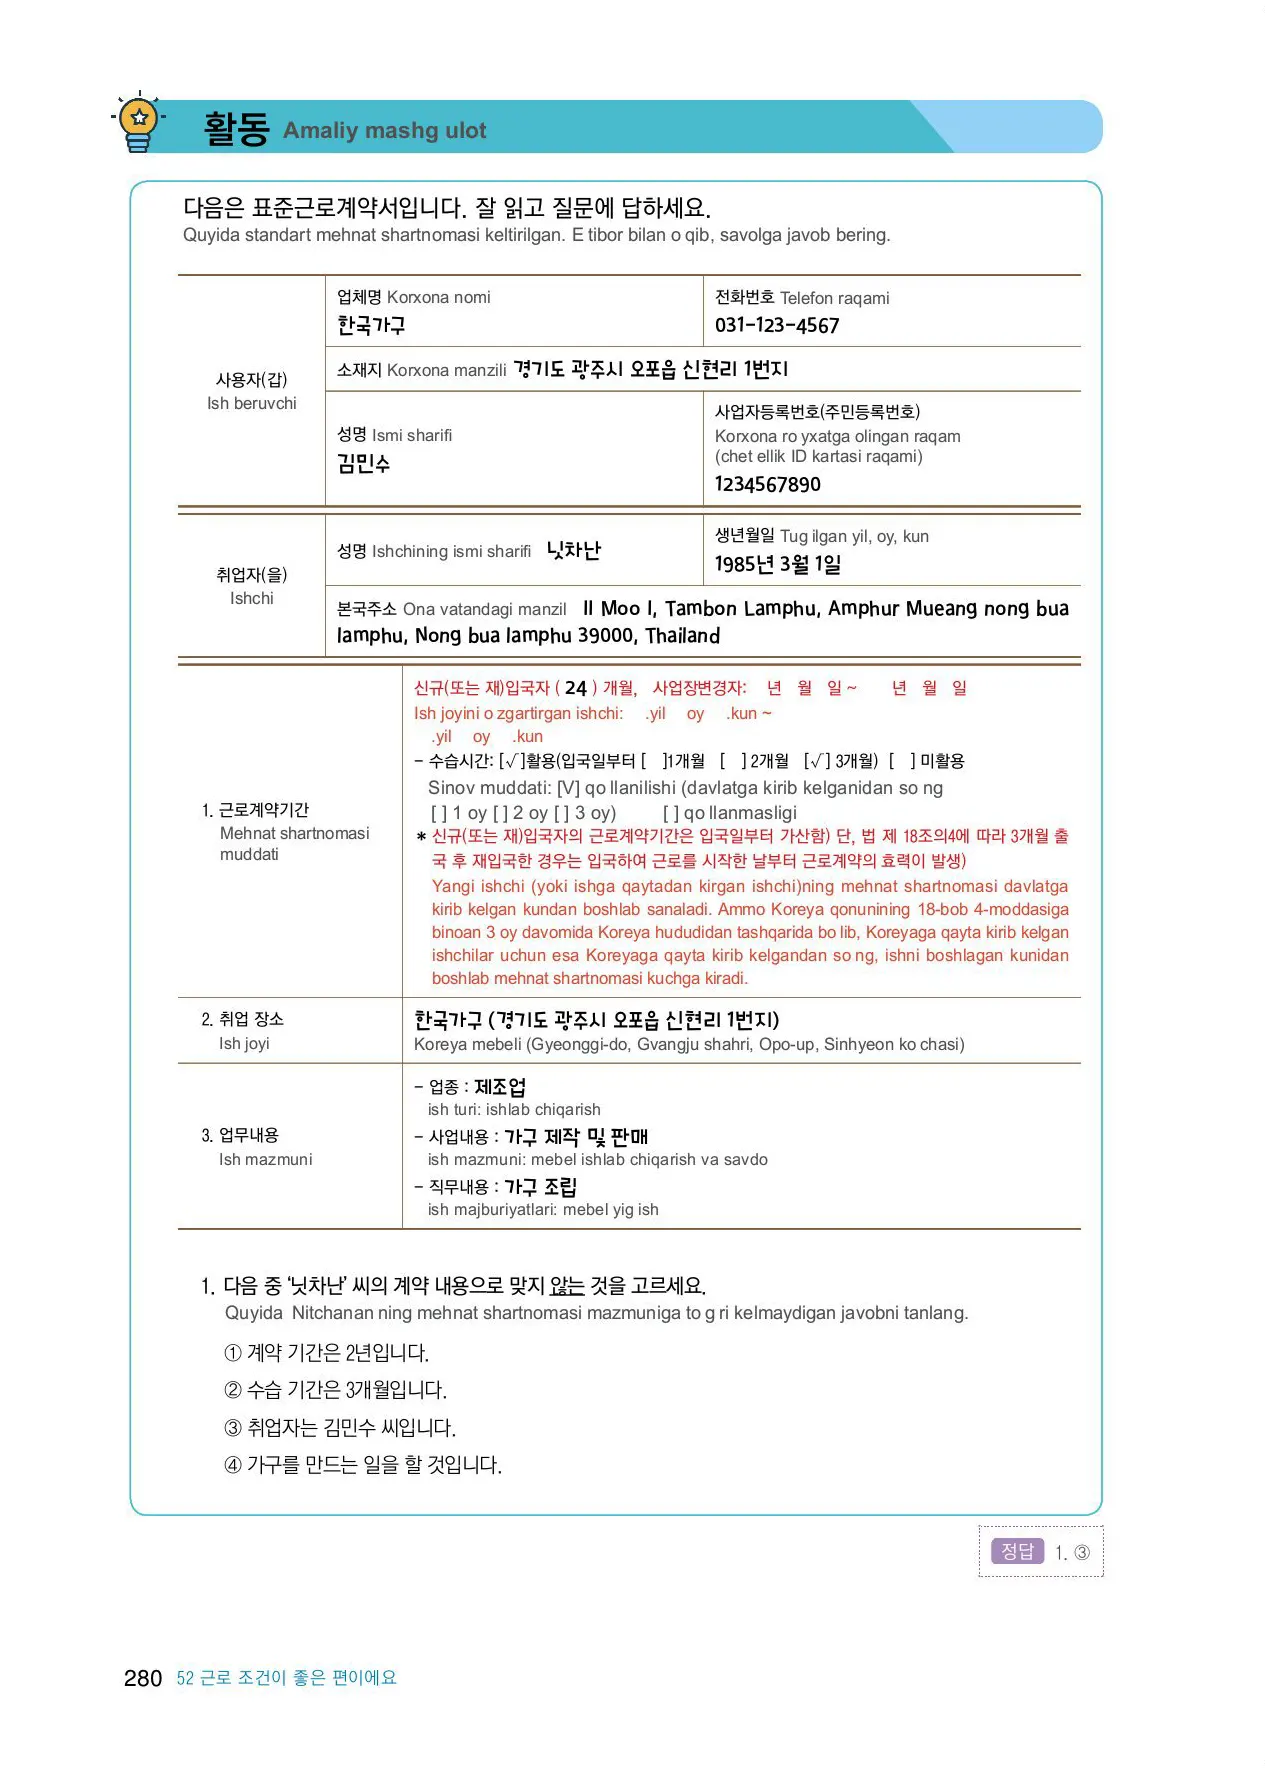 활동 Amaliy mashg ulot
다음은 표준근로계약서입니다. 잘 읽고 질문에 답하세요.
Quyida standart mehnat shartnomasi keltirilgan. E tibor bilan o qib, savolga javob bering.
사용자(갑)
Ish beruvchi
업체명 Korxona nomi
한국가구
전화번호 Telefon raqami
031-123-4567
소재지 Korxona manzili 경기도 광주시 오포읍 신현리 1번지
성명 Ismi sharifi
김민수
사업자등록번호(주민등록번호)
Korxona ro yxatga olingan raqam
(chet ellik ID kartasi raqami)
1234567890
취업자(을)
Ishchi
성명 Ishchining ismi sharifi 닛차난
생년월일 Tug ilgan yil, oy, kun
1985년 3월 1일
본국주소 Ona vatandagi manzil II Moo I, Tambon Lamphu, Amphur Mueang nong bua
lamphu, Nong bua lamphu 39000, Thailand
1. 근로계약기간
Mehnat shartnomasi
muddati
신규(또는 재)입국자 ( 24 ) 개월, 사업장변경자: 년 월 일 ~ 년 월 일
Ish joyini o zgartirgan ishchi: .yil oy .kun ~
.yil oy .kun
- 수습시간: [√]활용(입국일부터 [ ]1개월 [ ] 2개월 [√] 3개월) [ ] 미활용
Sinov muddati: [V] qo llanilishi (davlatga kirib kelganidan so ng
[ ] 1 oy [ ] 2 oy [ ] 3 oy) [ ] qo llanmasligi
* 신규(또는 재)입국자의 근로계약기간은 입국일부터 가산함) 단, 법 제 18조의4에 따라 3개월 출
국 후 재입국한 경우는 입국하여 근로를 시작한 날부터 근로계약의 효력이 발생)
Yangi ishchi (yoki ishga qaytadan kirgan ishchi)ning mehnat shartnomasi davlatga
kirib kelgan kundan boshlab sanaladi. Ammo Koreya qonunining 18-bob 4-moddasiga
binoan 3 oy davomida Koreya hududidan tashqarida bo lib, Koreyaga qayta kirib kelgan
ishchilar uchun esa Koreyaga qayta kirib kelgandan so ng, ishni boshlagan kunidan
boshlab mehnat shartnomasi kuchga kiradi.
2. 취업 장소
Ish joyi
한국가구 (경기도 광주시 오포읍 신현리 1번지)
Koreya mebeli (Gyeonggi-do, Gvangju shahri, Opo-up, Sinhyeon ko chasi)
3. 업무내용
Ish mazmuni
- 업종 : 제조업
ish turi: ishlab chiqarish
- 사업내용 : 가구 제작 및 판매
ish mazmuni: mebel ishlab chiqarish va savdo
- 직무내용 : 가구 조립
ish majburiyatlari: mebel yig ish
1. 다음 중 ‘닛차난’ 씨의 계약 내용으로 맞지 않는 것을 고르세요.
Quyida Nitchanan ning mehnat shartnomasi mazmuniga to g ri kelmaydigan javobni tanlang.
① 계약 기간은 2년입니다.
② 수습 기간은 3개월입니다.
③ 취업자는 김민수 씨입니다.
④ 가구를 만드는 일을 할 것입니다.
정답 1. ③
280 52 근로 조건이 좋은 편이에요